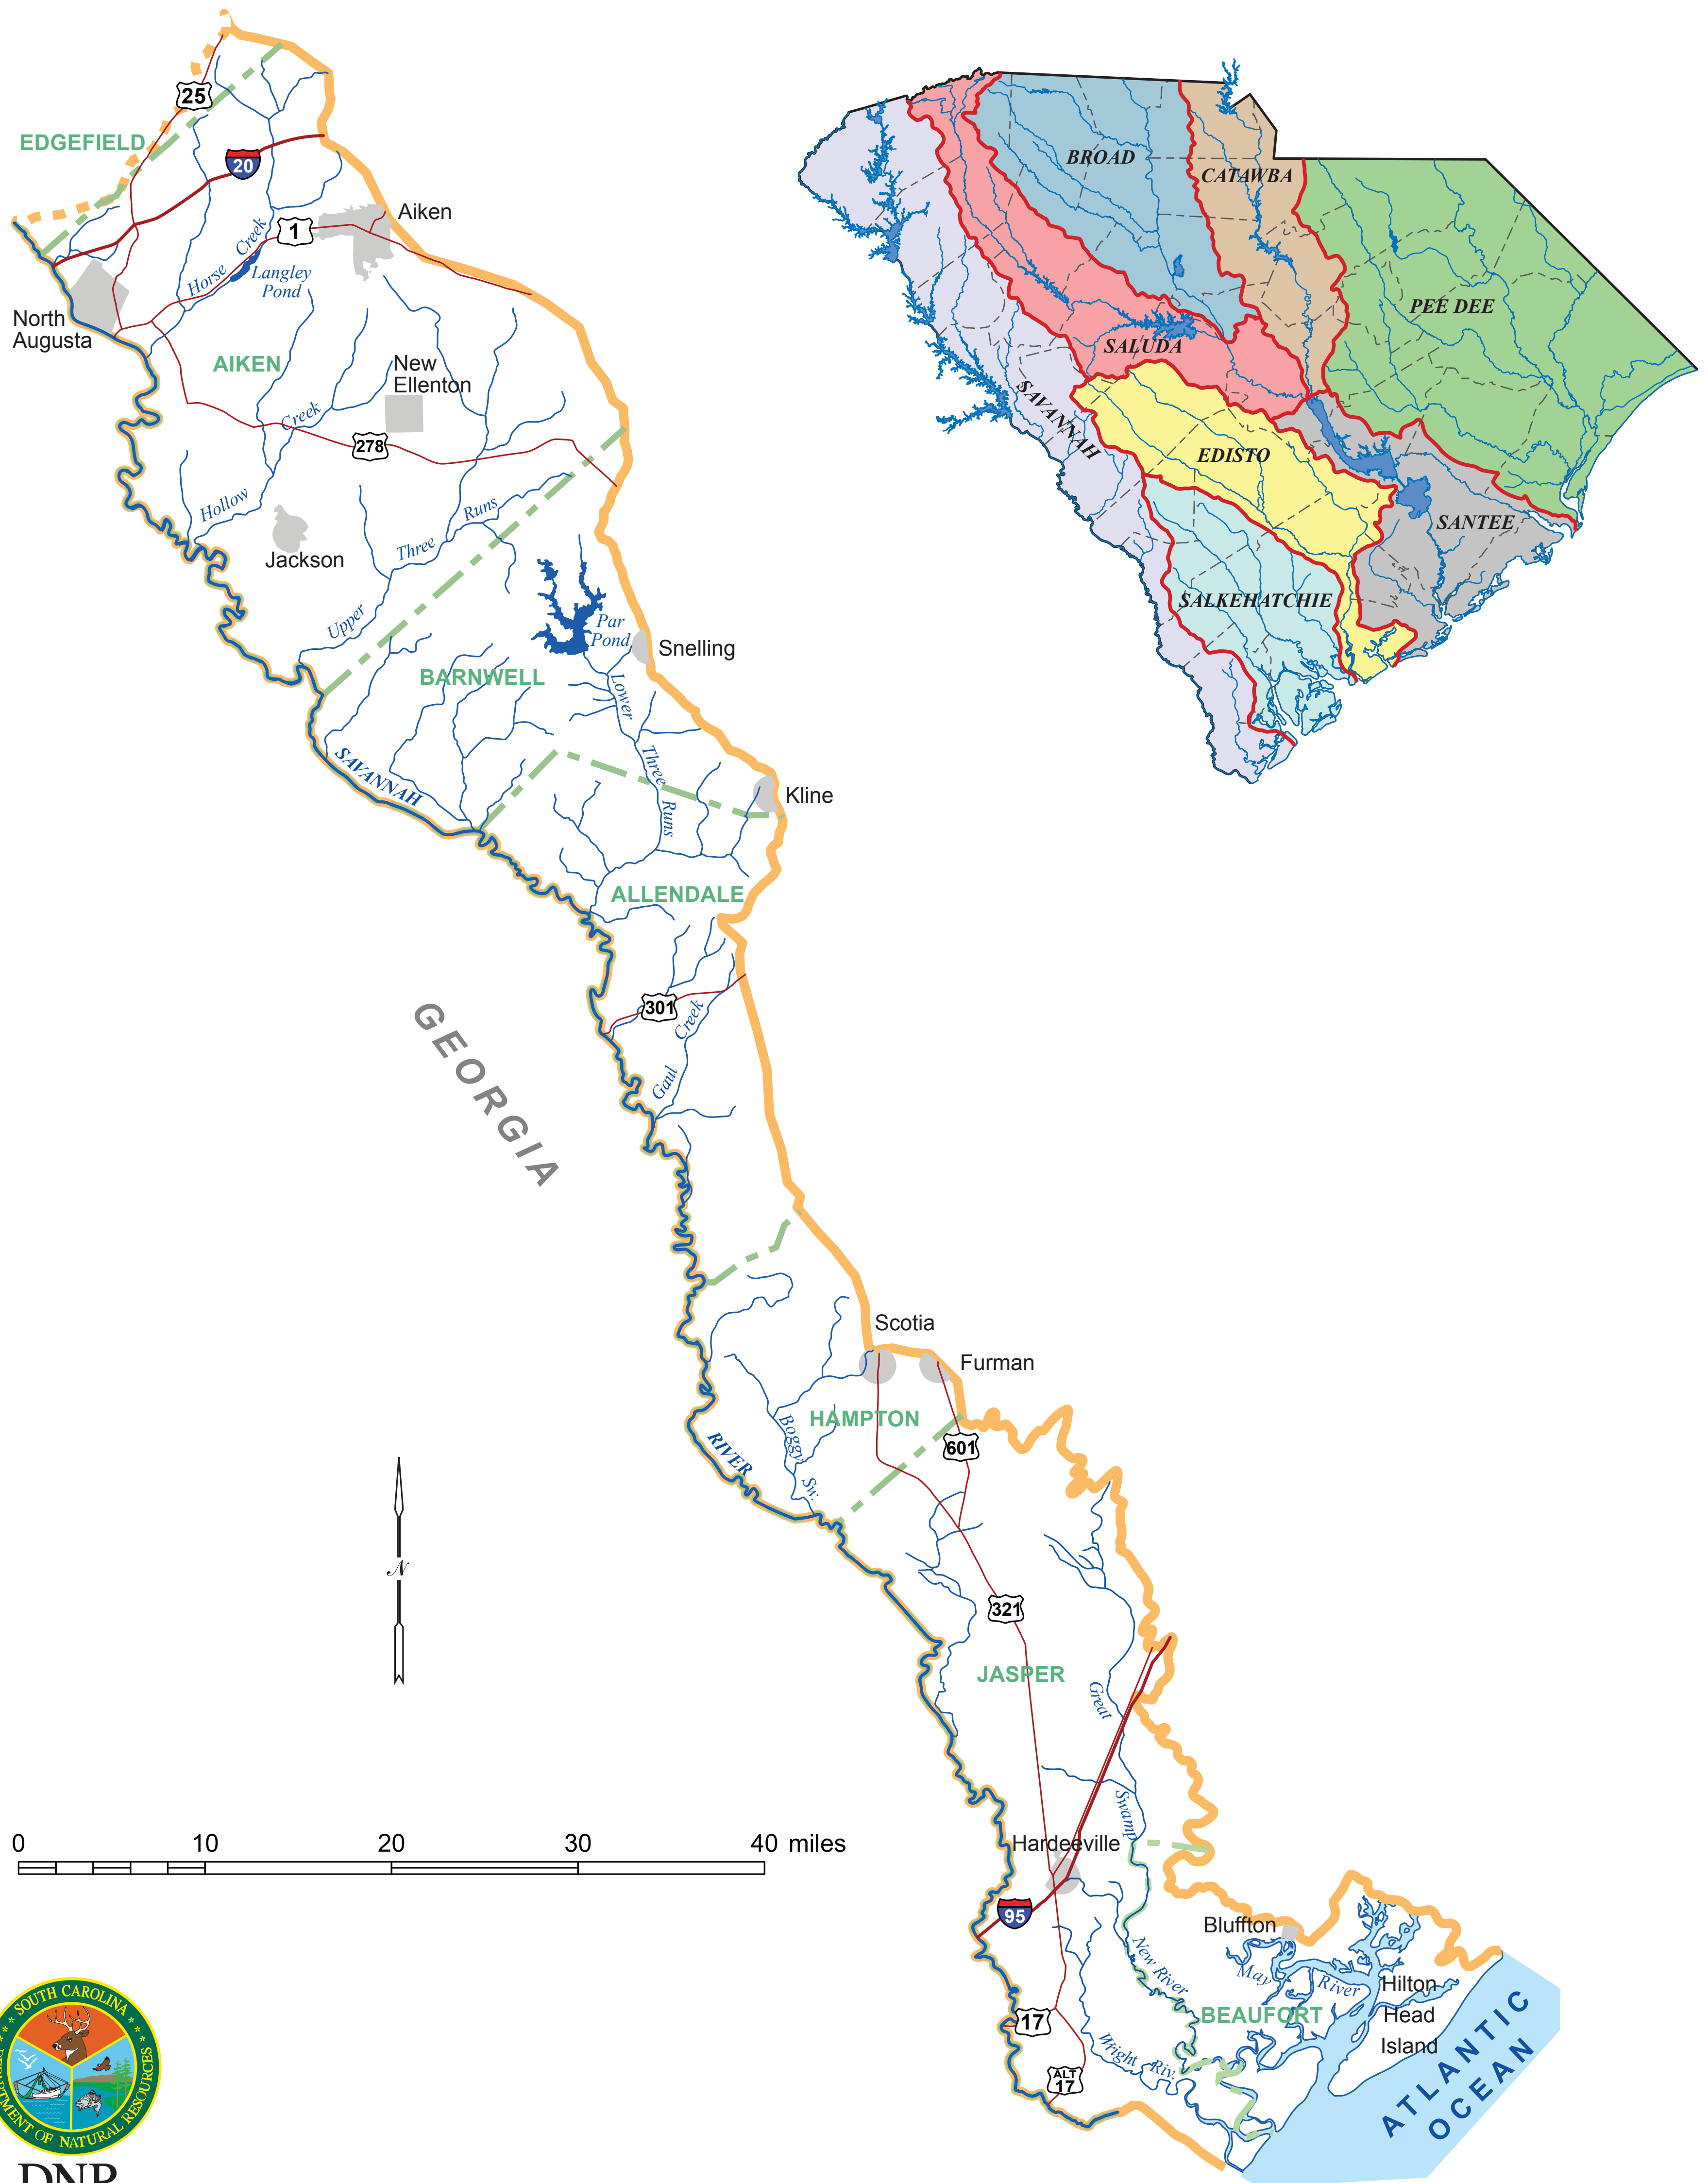 25
EDGEFIELD
20
BROAD
CATAWBA
Aiken
1
Horse Creek
Langley
Pond
PEE DEE
North
Augusta
SALUDA
AIKEN
New
Ellenton
SAVANNAH
Creek
278
EDISTO
Hollow
Runs
SANTEE
Three
Jackson
SALKEHATCHIE
Upper
Par
Pond
Snelling
BARNWELL
Lower
SAVANNAH
Three
Kline
Runs
ALLENDALE
301
Creek
GEORGIA
Gaul
Scotia
Furman
HAMPTON
Boggy
601
RIVER
Sw.
N
321
JASPER
Great
Swamp
0 10 20 30 40 miles
Hardeeville
95
Bluffton
New River
May River
Hilton
Head
Island
BEAUFORT
17
Wright Riv.
ALT
17
ATLANTIC
OCEAN
SOUTH CAROLINA
OF NATURAL RESOURCES
DNR